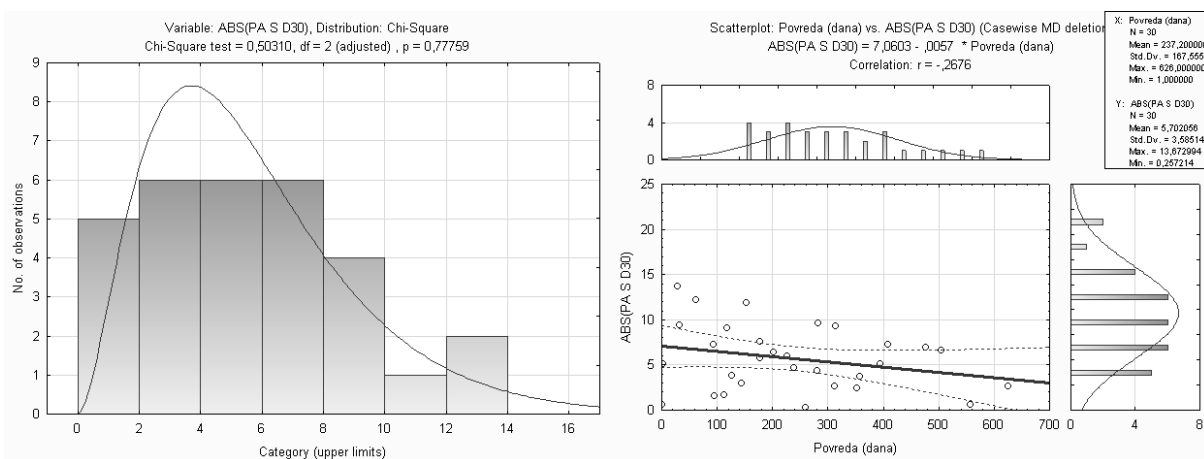 Variable: ABS(PA S D30), Distribution: Chi-Square
Chi-Square test = 0,50310, df = 2 (adjusted) , p = 0,77759
9
8
7
6
5
4
3
2
1
0
No. of observations
0 2 4 6 8 10 12 14 16
Category (upper limits)
Scatterplot: Povreda (dana) vs. ABS(PA S D30) (Casewise MD deletion
ABS(PA S D30) = 7,0603 - ,0057 * Povreda (dana)
Correlation: r = -,2676
8
4
0
25
20
15
10
5
0
ABS(PA S D30)
0 100 200 300 400 500 600 700
Povreda (dana)
0 2 4 6 8
X: Povreda (dana)
N = 30
Mean = 237,200000
Std.Dv. = 167,555
Max. = 626,000000
Min. = 1,000000
Y: ABS(PA S D30)
N = 30
Mean = 5,702056
Std.Dv. = 3,58514
Max. = 13,672994
Min. = 0,257214